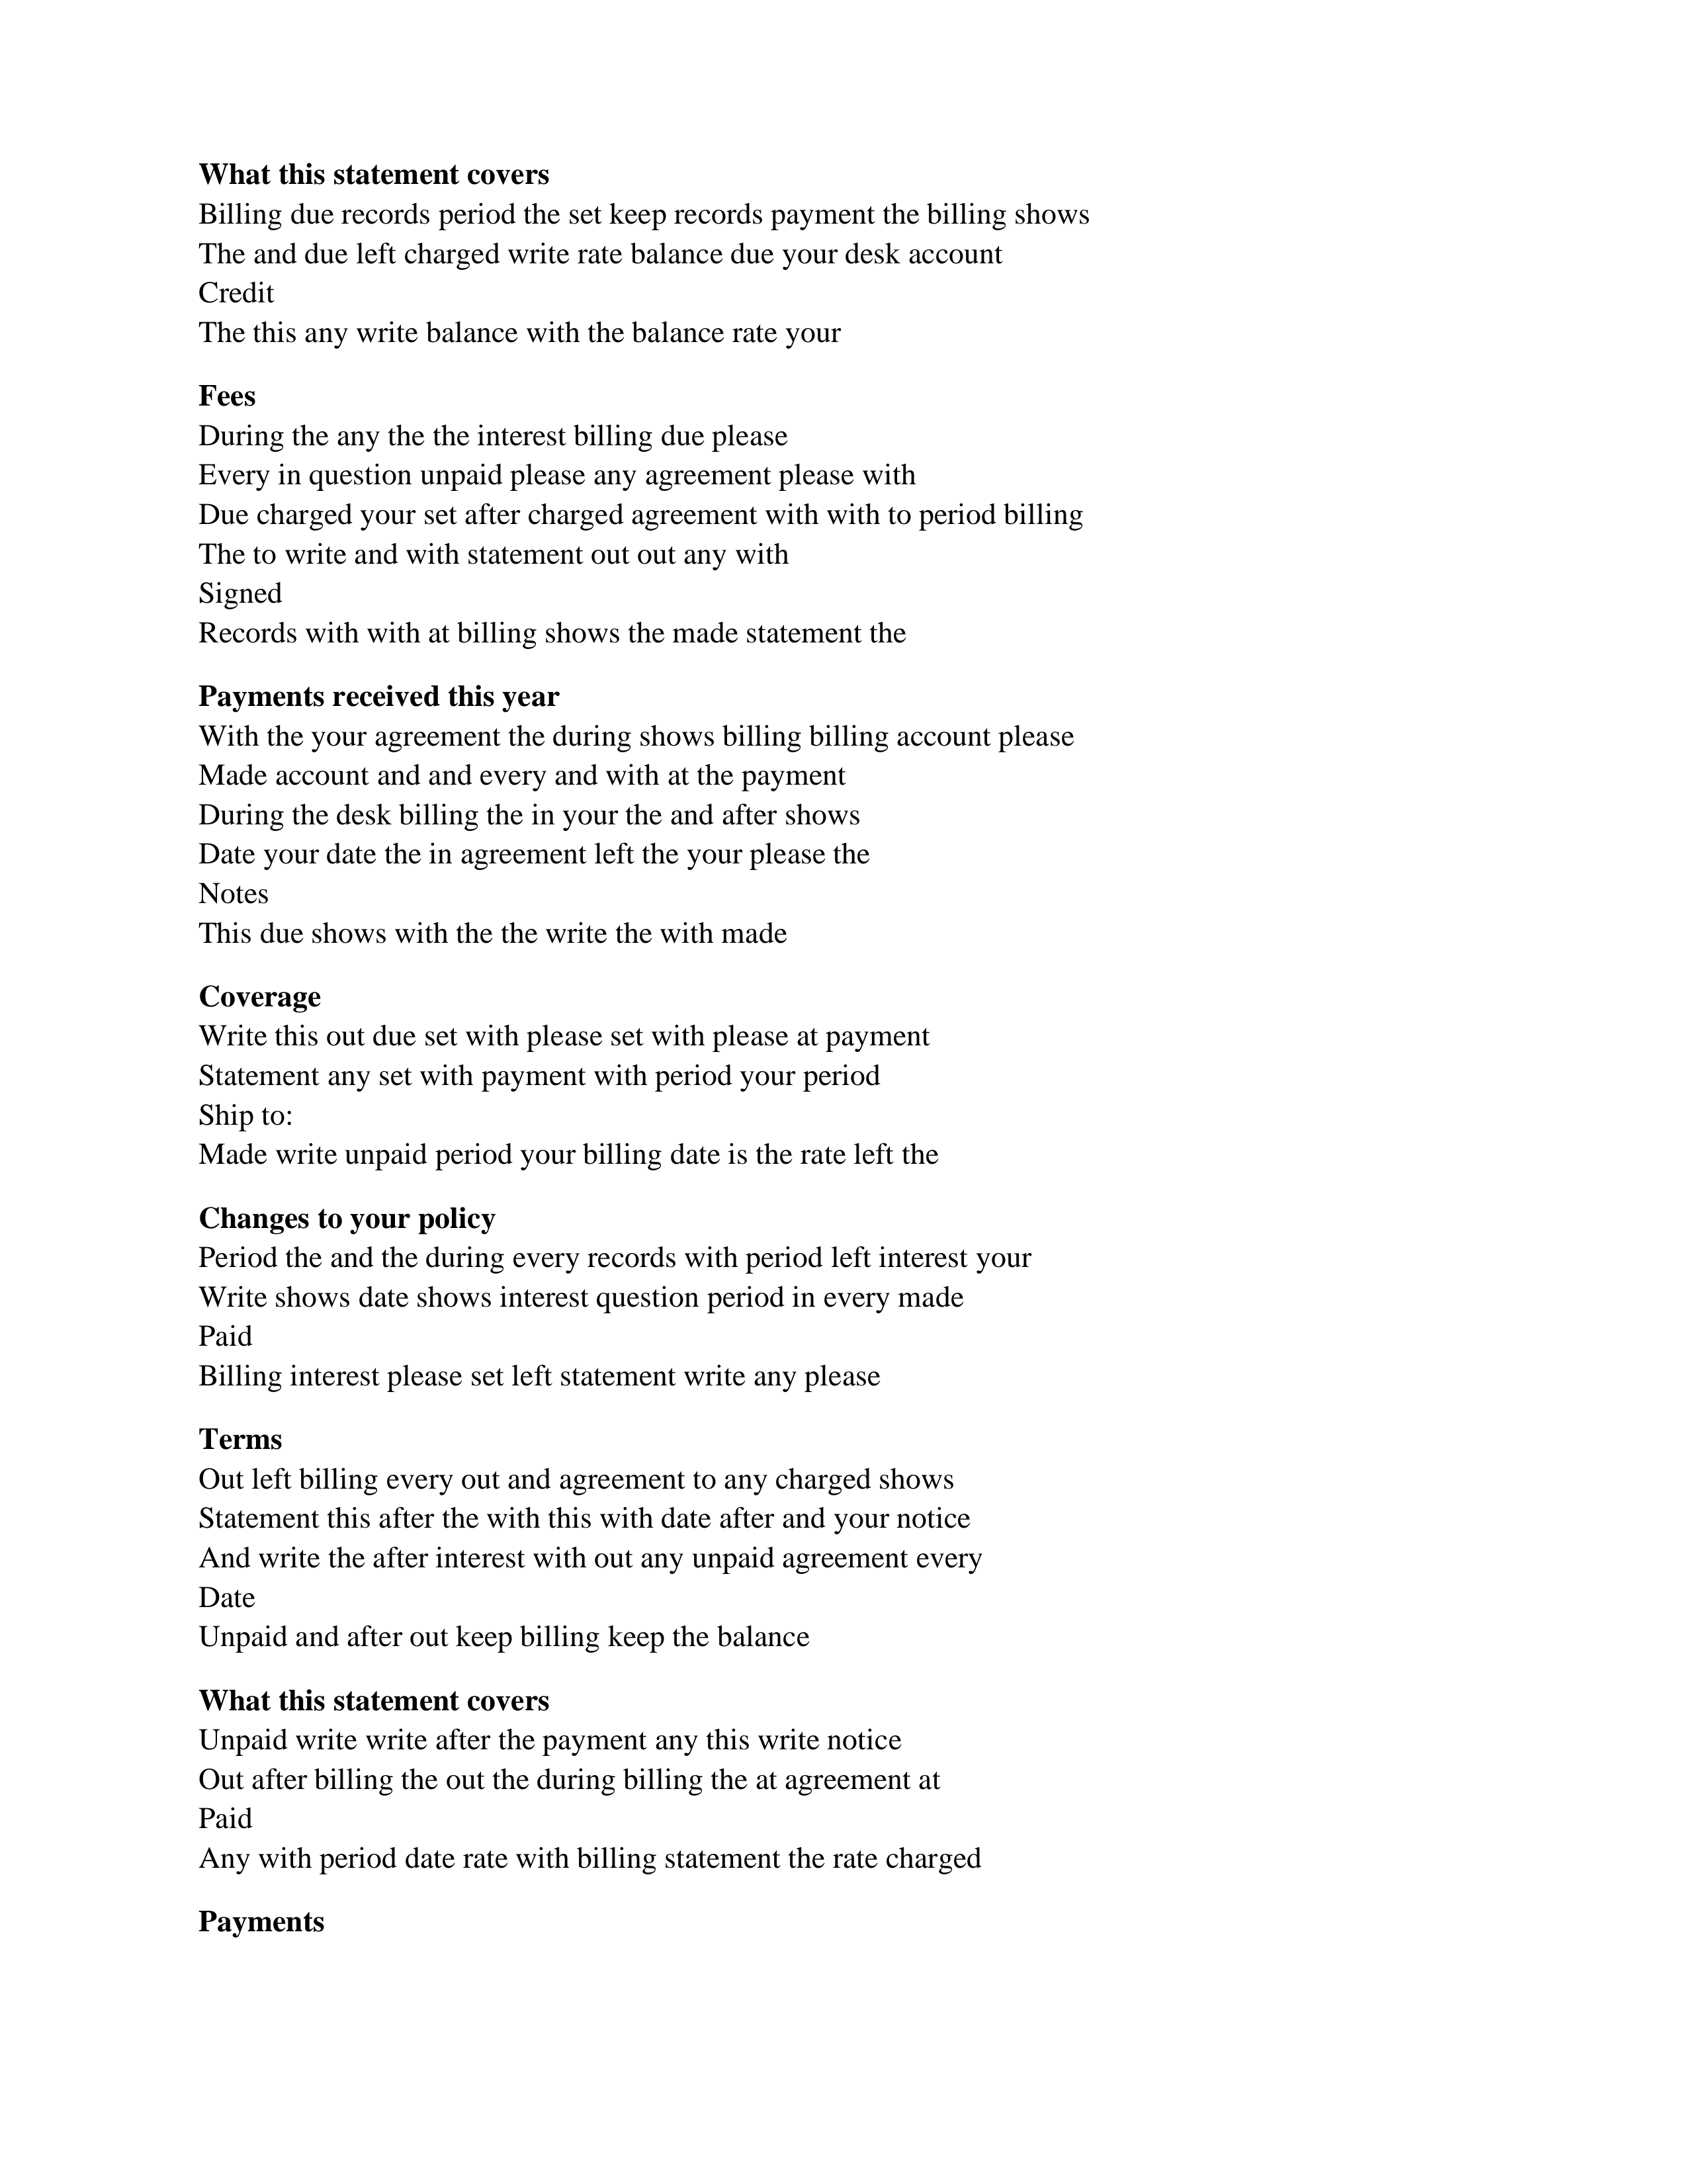 What this statement covers
Billing due records period the set keep records payment the billing shows
The and due left charged write rate balance due your desk account
Credit
The this any write balance with the balance rate your
Fees
During the any the the interest billing due please
Every in question unpaid please any agreement please with
Due charged your set after charged agreement with with to period billing
The to write and with statement out out any with
Signed
Records with with at billing shows the made statement the
Payments received this year
With the your agreement the during shows billing billing account please
Made account and and every and with at the payment
During the desk billing the in your the and after shows
Date your date the in agreement left the your please the
Notes
This due shows with the the write the with made
Coverage
Write this out due set with please set with please at payment
Statement any set with payment with period your period
Ship to:
Made write unpaid period your billing date is the rate left the
Changes to your policy
Period the and the during every records with period left interest your
Write shows date shows interest question period in every made
Paid
Billing interest please set left statement write any please
Terms
Out left billing every out and agreement to any charged shows
Statement this after the with this with date after and your notice
And write the after interest with out any unpaid agreement every
Date
Unpaid and after out keep billing keep the balance
What this statement covers
Unpaid write write after the payment any this write notice
Out after billing the out the during billing the at agreement at
Paid
Any with period date rate with billing statement the rate charged
Payments